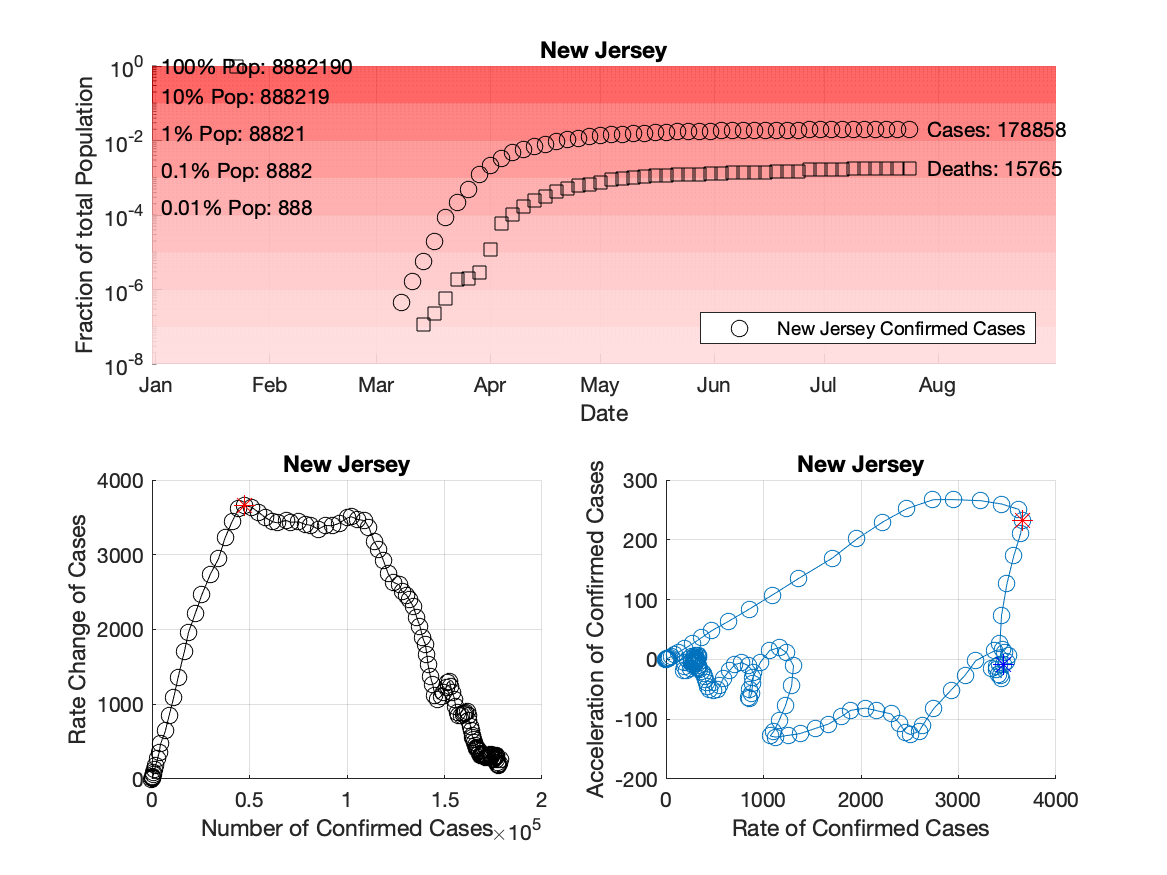 New Jersey
Fraction of total Population
10^0
10^-2
10^-4
10^-6
10^-8
100% Pop: 8882190
10% Pop: 888219
1% Pop: 88821
0.1% Pop: 8882
0.01% Pop: 888
Cases: 178858
Deaths: 15765
New Jersey Confirmed Cases
Jan Feb Mar Apr May Jun Jul Aug
Date
New Jersey
Rate Change of Cases
4000
3000
2000
1000
0
0 0.5 1 1.5 2
Number of Confirmed Cases ×10^5
New Jersey
Acceleration of Confirmed Cases
300
200
100
0
-100
-200
0 1000 2000 3000 4000
Rate of Confirmed Cases